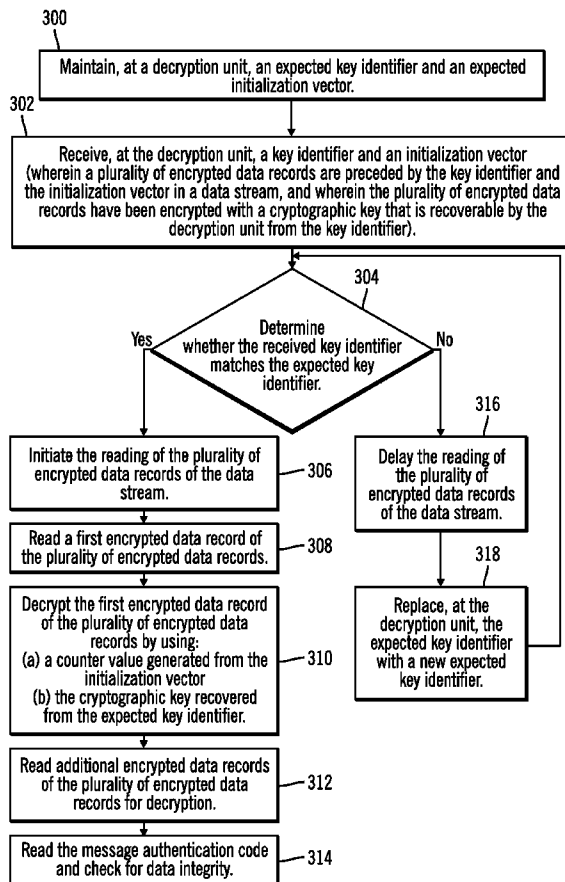 300
Maintain, at a decryption unit, an expected key identifier and an expected
initialization vector.
302
Receive, at the decryption unit, a key identifier and an initialization vector
(wherein a plurality of encrypted data records are preceded by the key identifier and
the initialization vector in a data stream, and wherein the plurality of encrypted data
records have been encrypted with a cryptographic key that is recoverable by the
decryption unit from the key identifier).
304
Yes
Determine
whether the received key identifier
matches the expected key
identifier.
No
Initiate the reading of the plurality of
encrypted data records of the data
stream.
306
Read a first encrypted data record of
the plurality of encrypted data records.
308
Decrypt the first encrypted data record
of the plurality of encrypted data
records by using:
(a) a counter value generated from the
initialization vector
(b) the cryptographic key recovered
from the expected key identifier.
310
Read additional encrypted data records
of the plurality of encrypted data
records for decryption.
312
Read the message authentication code
and check for data integrity.
314
316
Delay the reading of
the plurality of
encrypted data records
of the data stream.
318
Replace, at the
decryption unit, the
expected key identifier
with a new expected
key identifier.